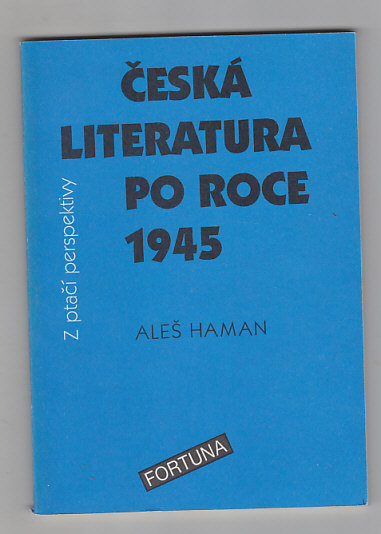 ČESKÁ
LITERATURA
PO ROCE
1945
Z ptačí perspektivy
ALEŠ HAMAN
FORTUNA